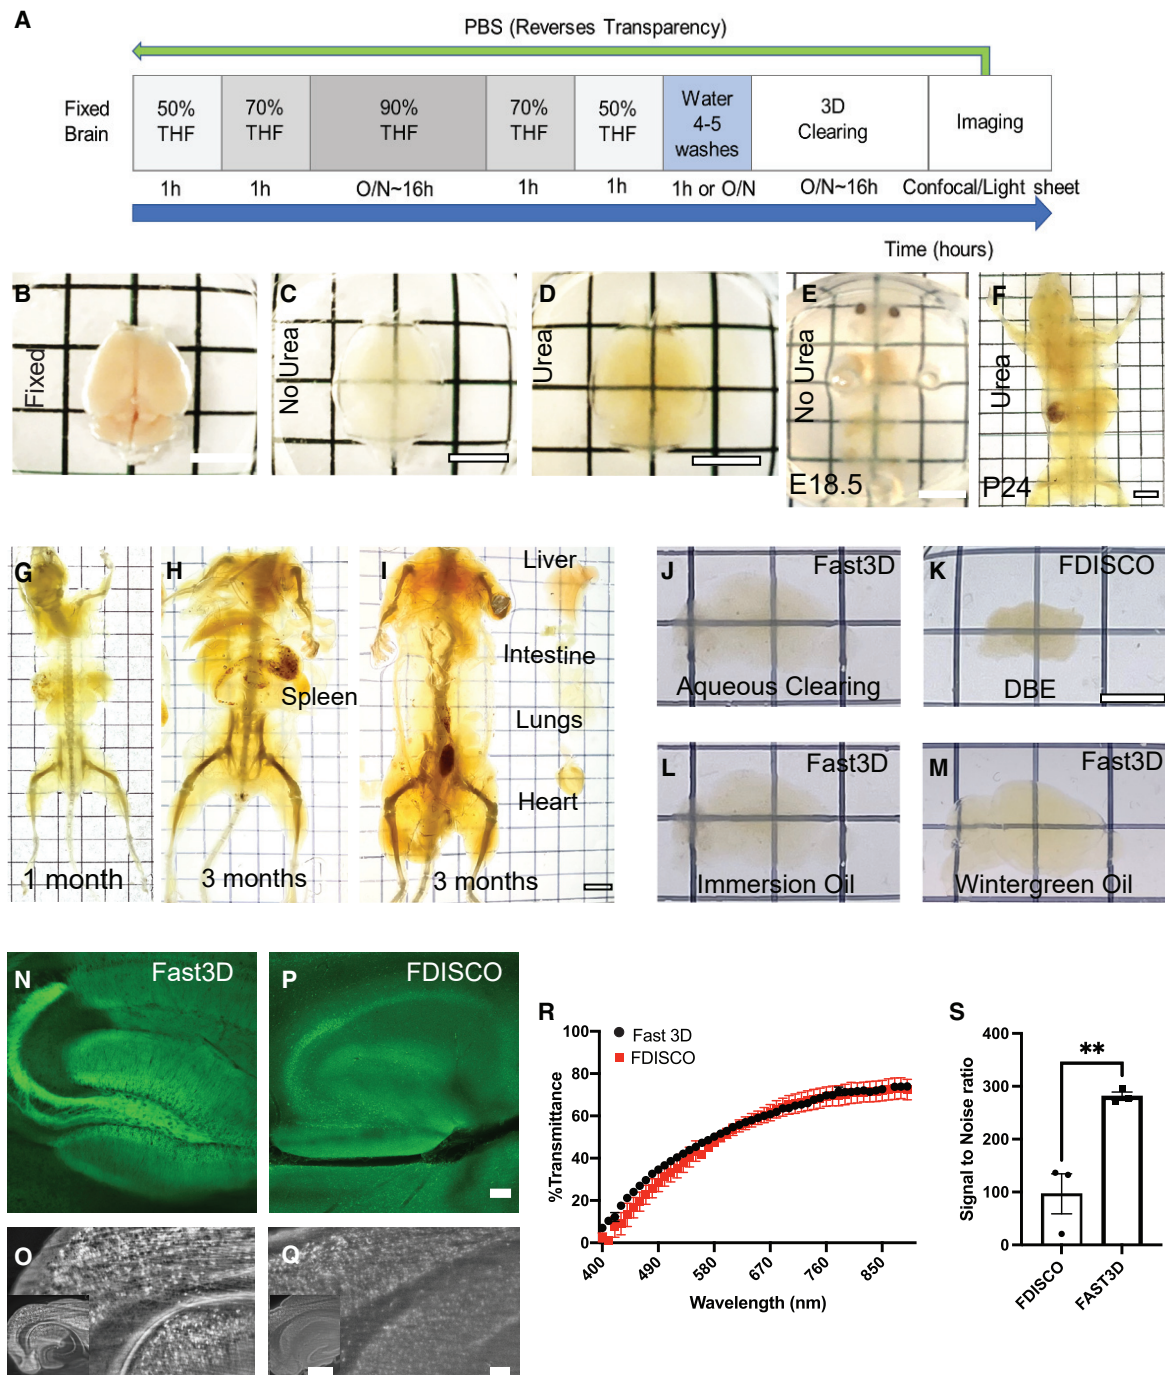 A
PBS (Reverses Transparency)
Fixed
Brain
50%
THF
70%
THF
90%
THF
70%
THF
50%
THF
Water
4-5
washes
3D
Clearing
Imaging
1h
1h
O/N~16h
1h
1h
1h or O/N
O/N~16h
Confocal/Light sheet
Time (hours)
B
Fixed
C
No Urea
D
Urea
E
No Urea
E18.5
F
Urea
P24
G
1 month
H
Spleen
3 months
I
Liver
Intestine
Lungs
Heart
3 months
J
Fast3D
Aqueous Clearing
K
FDISCO
DBE
L
Fast3D
Immersion Oil
M
Fast3D
Wintergreen Oil
N
Fast3D
P
FDISCO
O
Q
R
100
80
60
40
20
0
%Transmittance
Fast 3D
FDISCO
400
490
580
670
760
850
Wavelength (nm)
S
400
300
200
100
0
Signal to Noise ratio
**
FDISCO
FAST3D